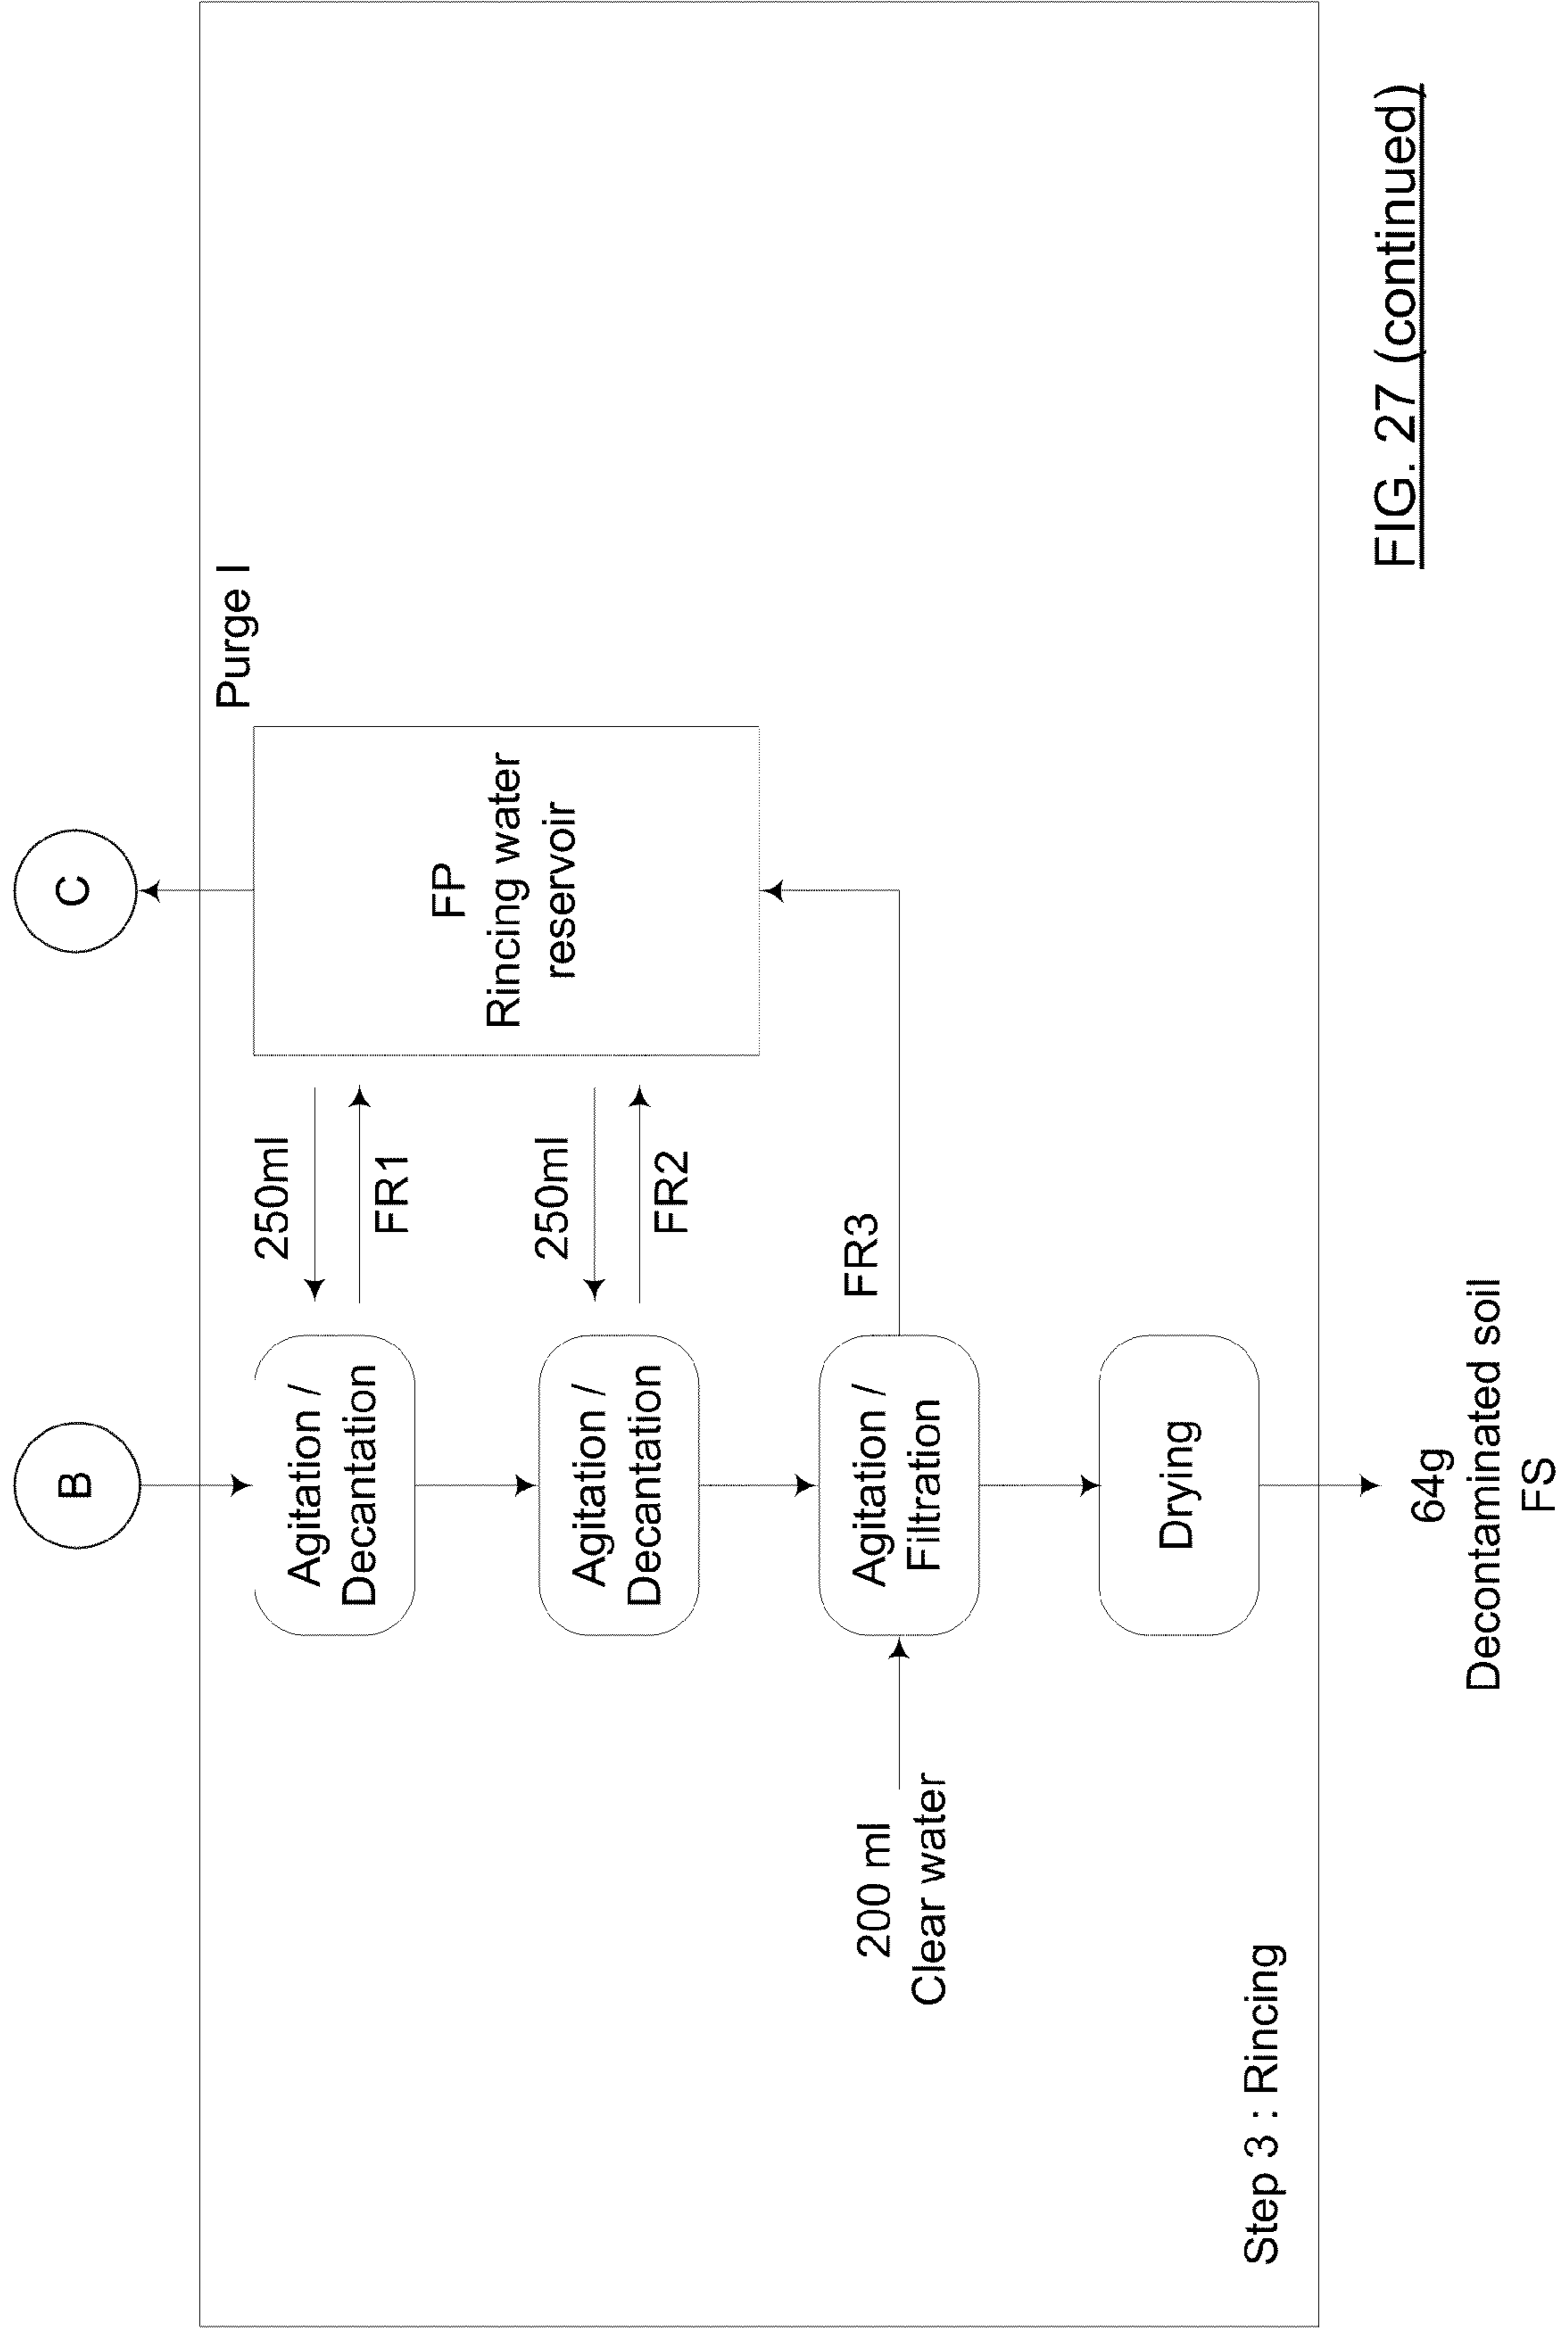 B
C
Purge I
Agitation /
Decantation
250ml
FR1
FP
Rincing water
reservoir
Agitation /
Decantation
250ml
FR2
200 ml
Clear water
Agitation /
Filtration
FR3
Drying
Step 3 : Rincing
64g
Decontaminated soil
FS
FIG. 27 (continued)